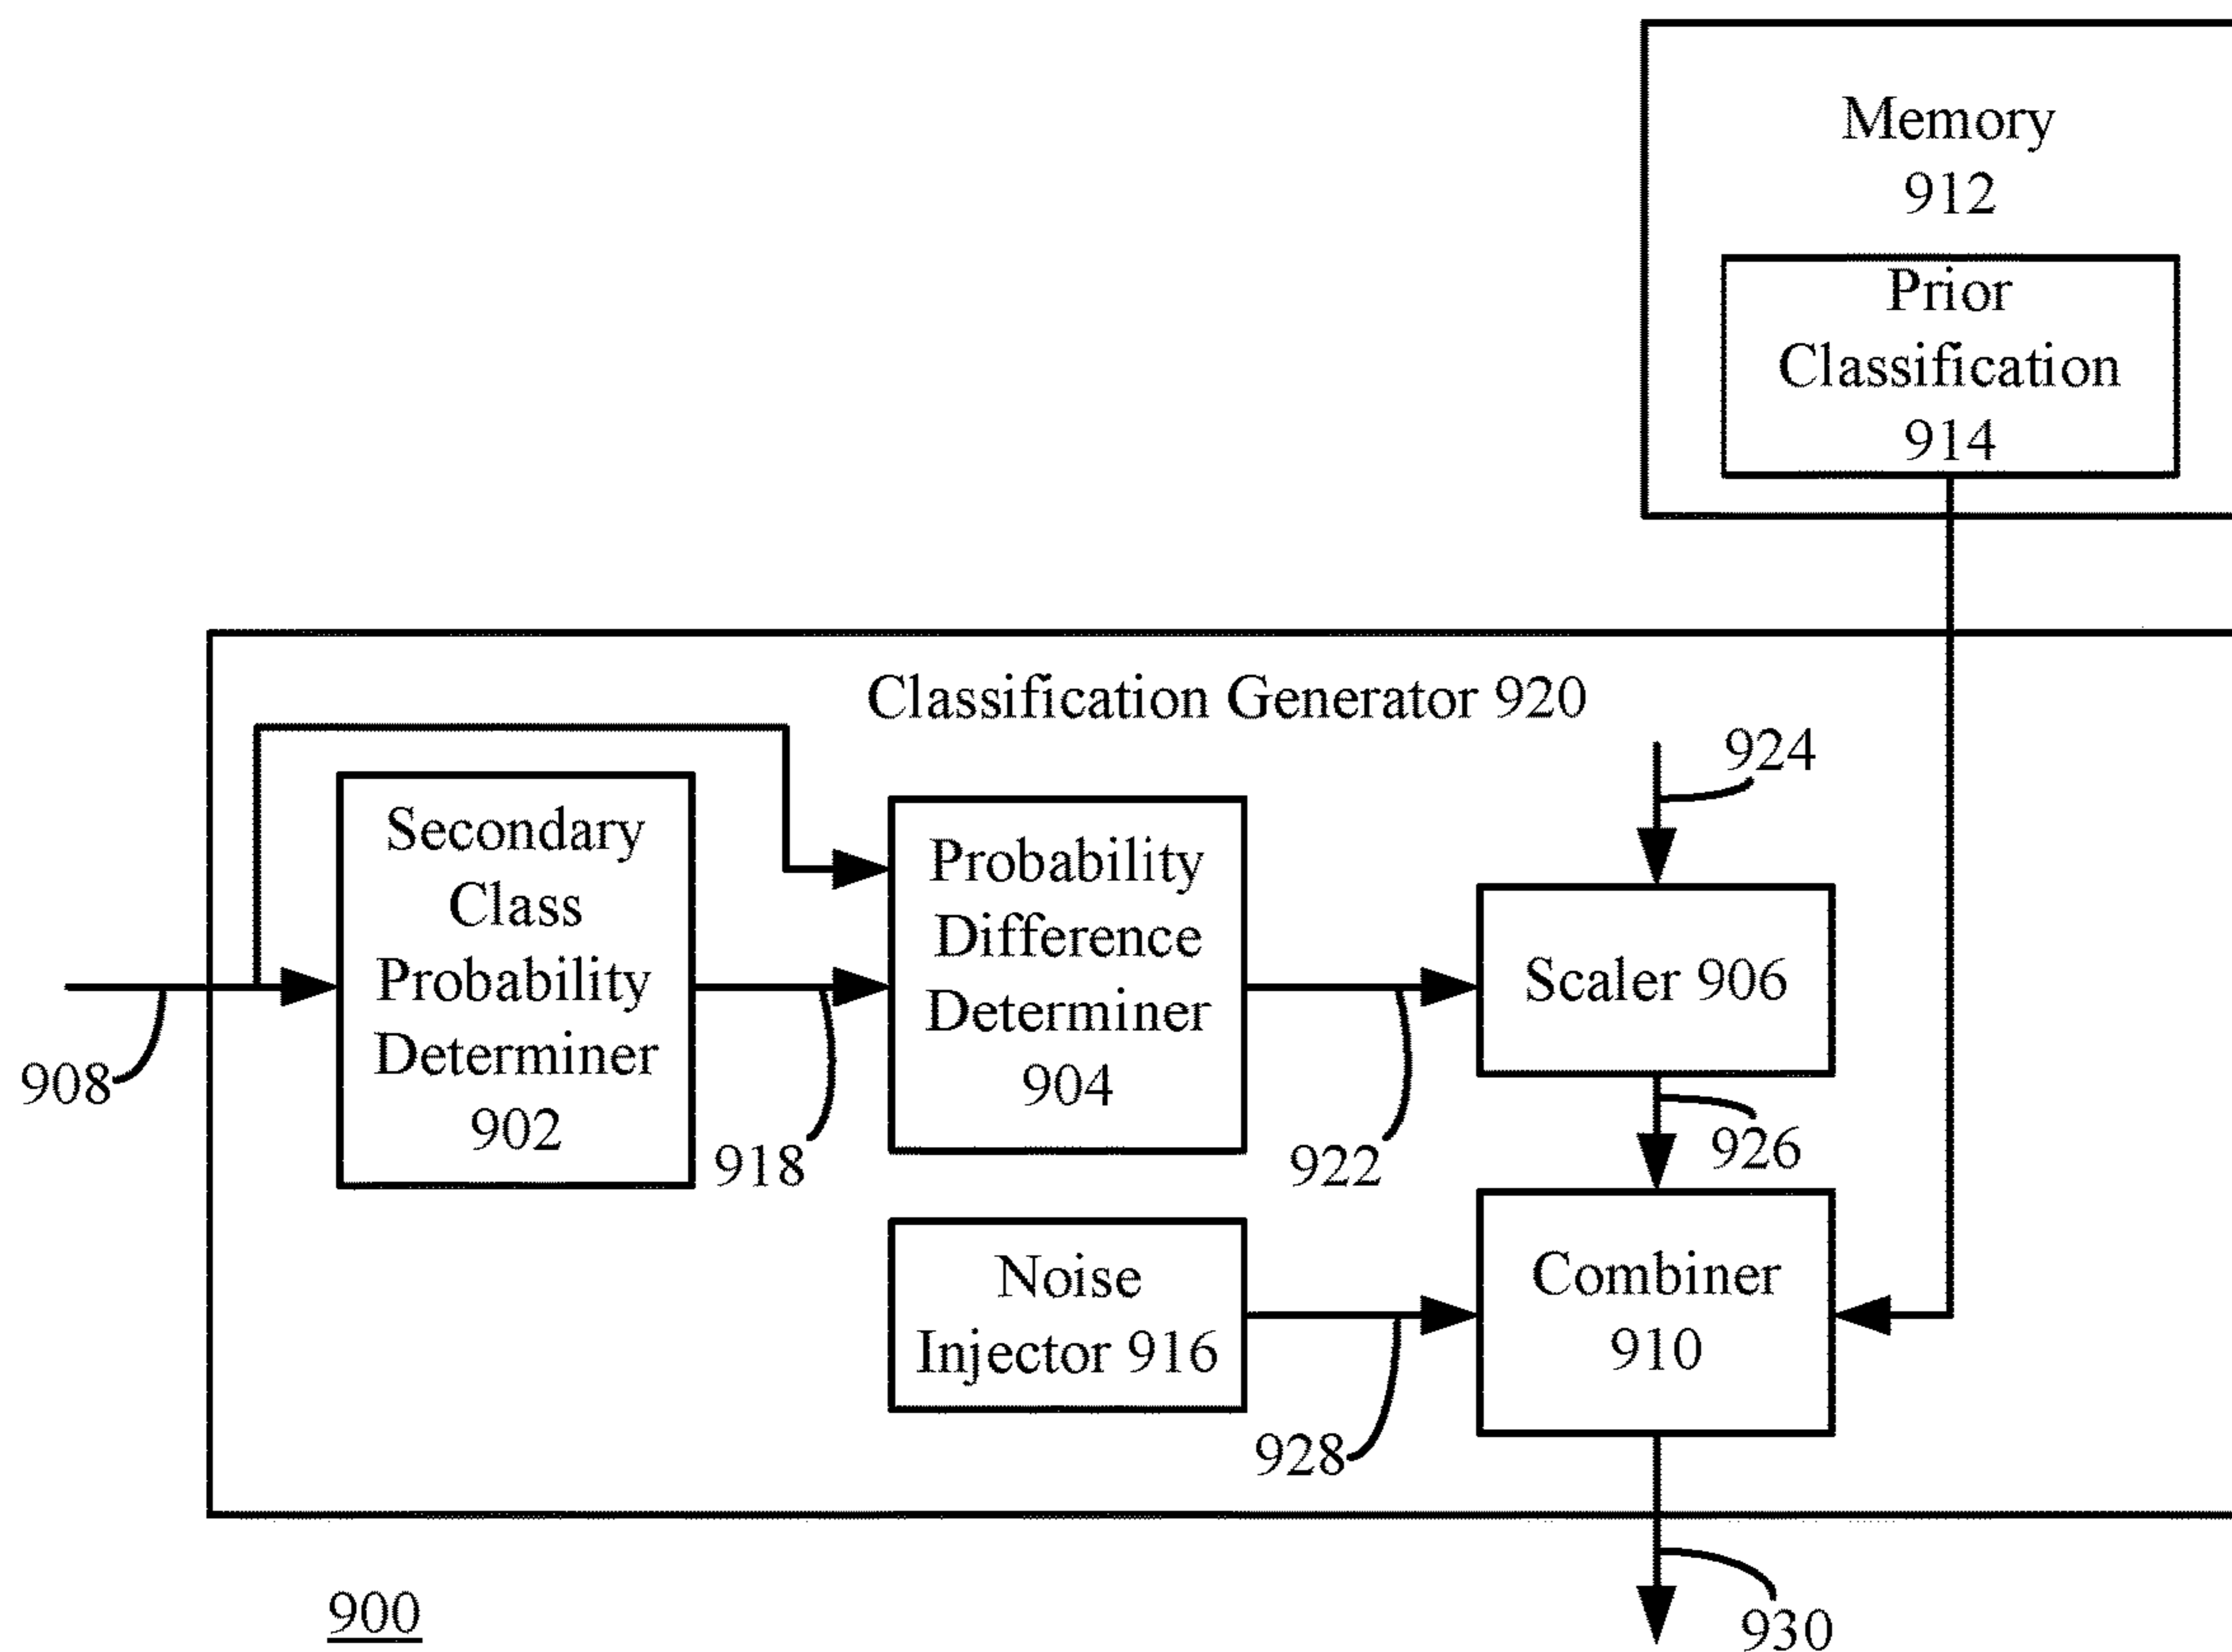 Memory
912
Prior
Classification
914
Classification Generator 920
924
Secondary
Class
Probability
Determiner
902
Probability
Difference
Determiner
904
Scaler 906
908
918
922
926
Noise
Injector 916
Combiner
910
928
900
930